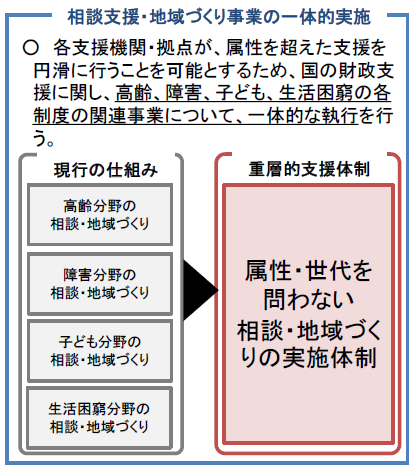 相談支援・地域づくり事業の一体的実施
〇　各支援機関・拠点が、属性を超えた支援を
円滑に行うことを可能とするため、国の財政支
援に関し、高齢、障害、子ども、生活困窮の各
制度の関連事業について、一体的な執行を行
う。
現行の仕組み
高齢分野の
相談・地域づくり
障害分野の
相談・地域づくり
子ども分野の
相談・地域づくり
生活困窮分野の
相談・地域づくり
重層的支援体制
属性・世代を
問わない
相談・地域づく
りの実施体制